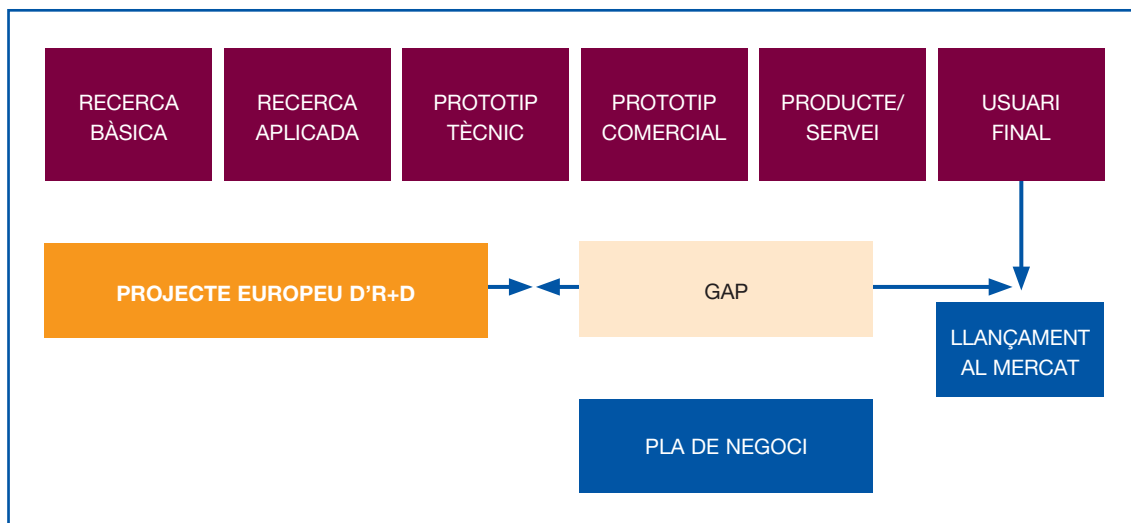 RECERCA
BÀSICA
RECERCA
APLICADA
PROTOTIP
TÈCNIC
PROTOTIP
COMERCIAL
PRODUCTE/
SERVEI
USUARI
FINAL
PROJECTE EUROPEU D’R+D
GAP
LLANÇAMENT
AL MERCAT
PLA DE NEGOCI